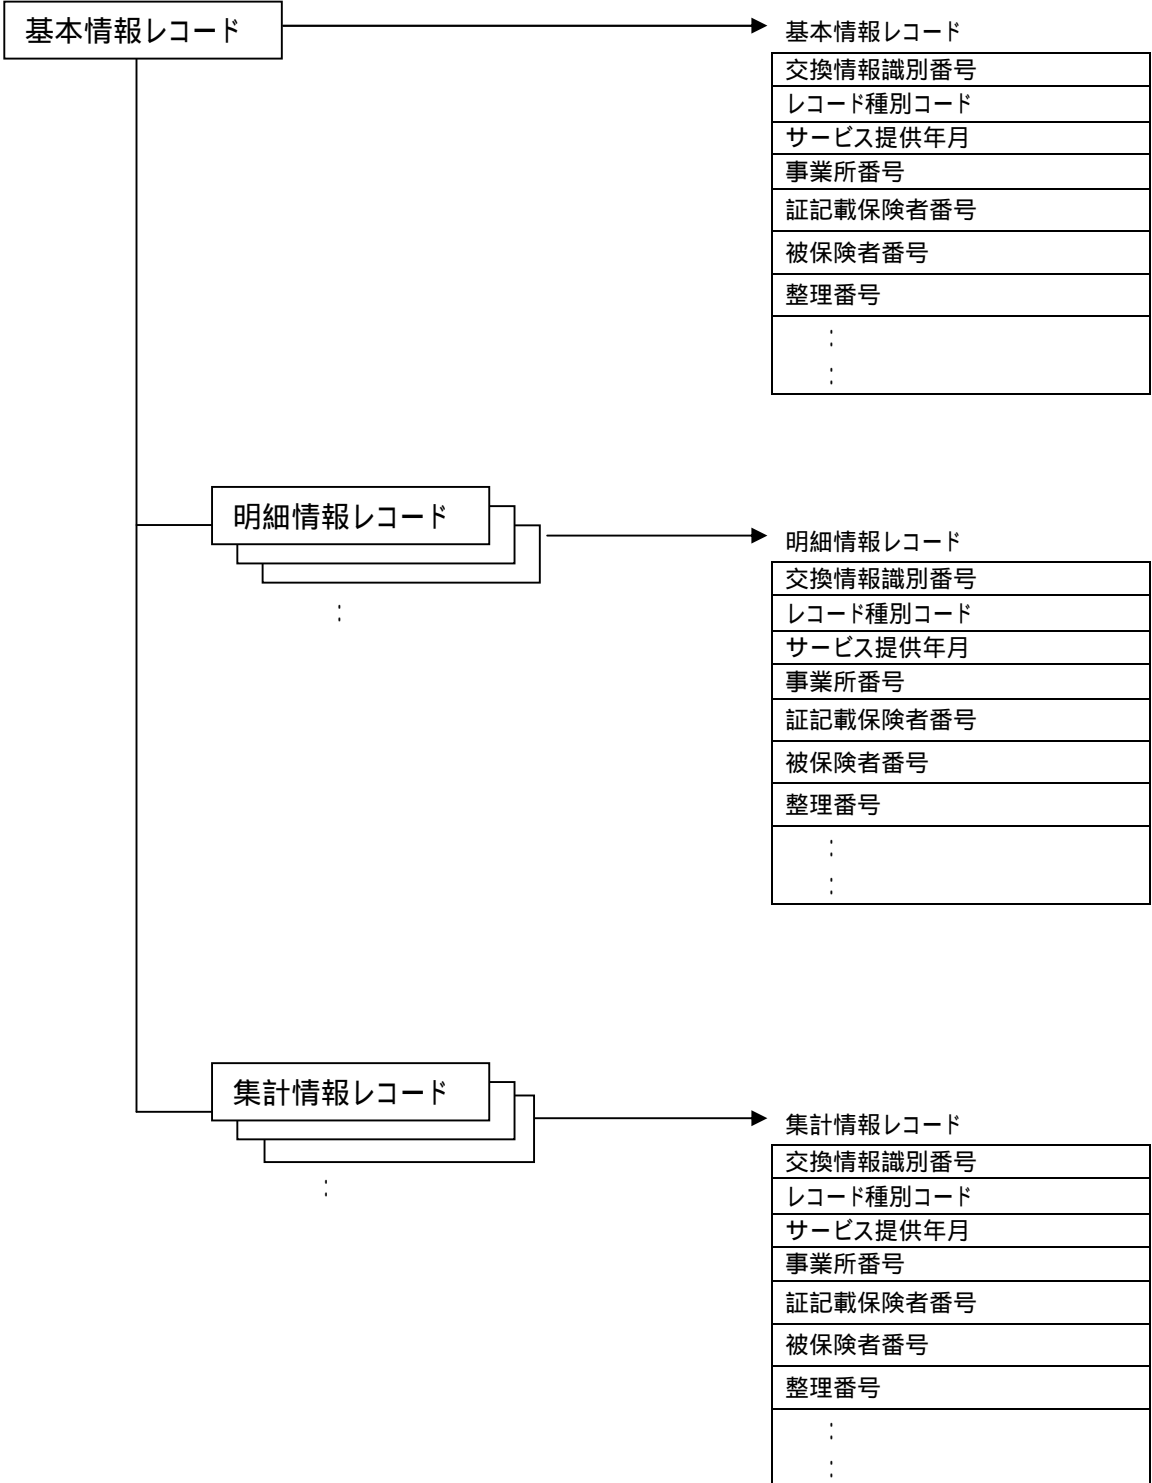 基本情報レコード
基本情報レコード
交換情報識別番号
レコード種別コード
サービス提供年月
事業所番号
証記載保険者番号
被保険者番号
整理番号
:
:
明細情報レコード
:
明細情報レコード
交換情報識別番号
レコード種別コード
サービス提供年月
事業所番号
証記載保険者番号
被保険者番号
整理番号
:
:
集計情報レコード
:
集計情報レコード
交換情報識別番号
レコード種別コード
サービス提供年月
事業所番号
証記載保険者番号
被保険者番号
整理番号
:
: